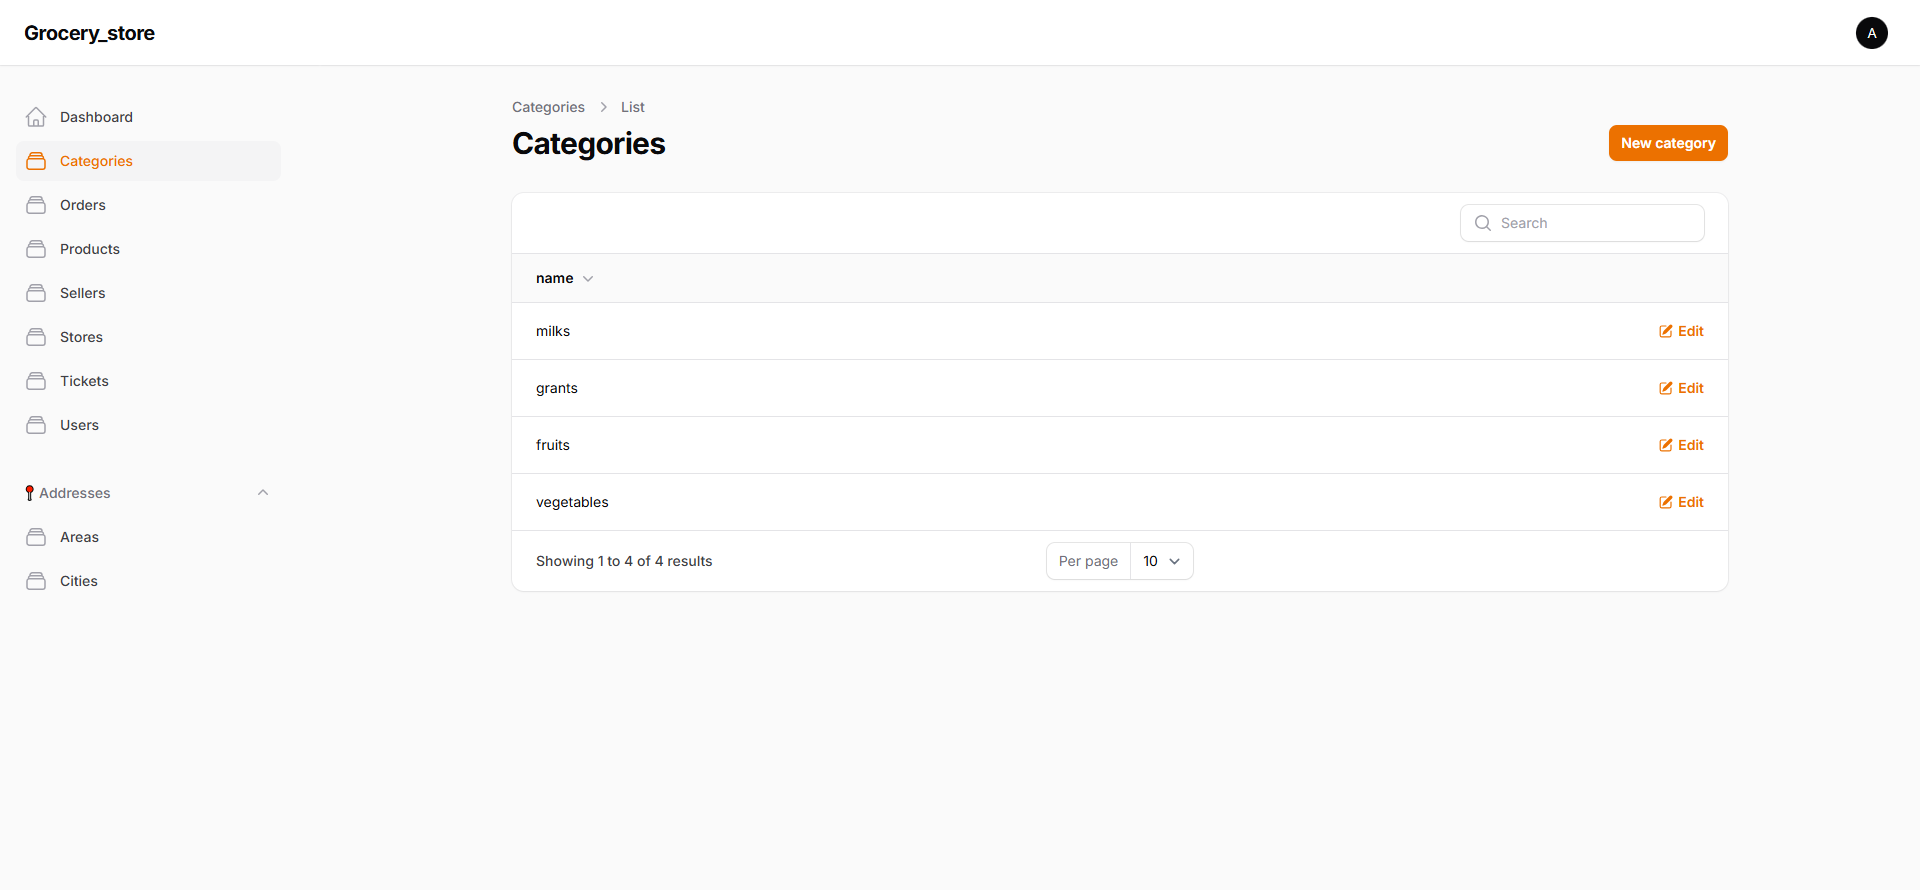 Grocery_store
A
Dashboard
Categories
Orders
Products
Sellers
Stores
Tickets
Users
Addresses
Areas
Cities
Categories > List
Categories
New category
Search
name
milks Edit
grants Edit
fruits Edit
vegetables Edit
Showing 1 to 4 of 4 results
Per page 10